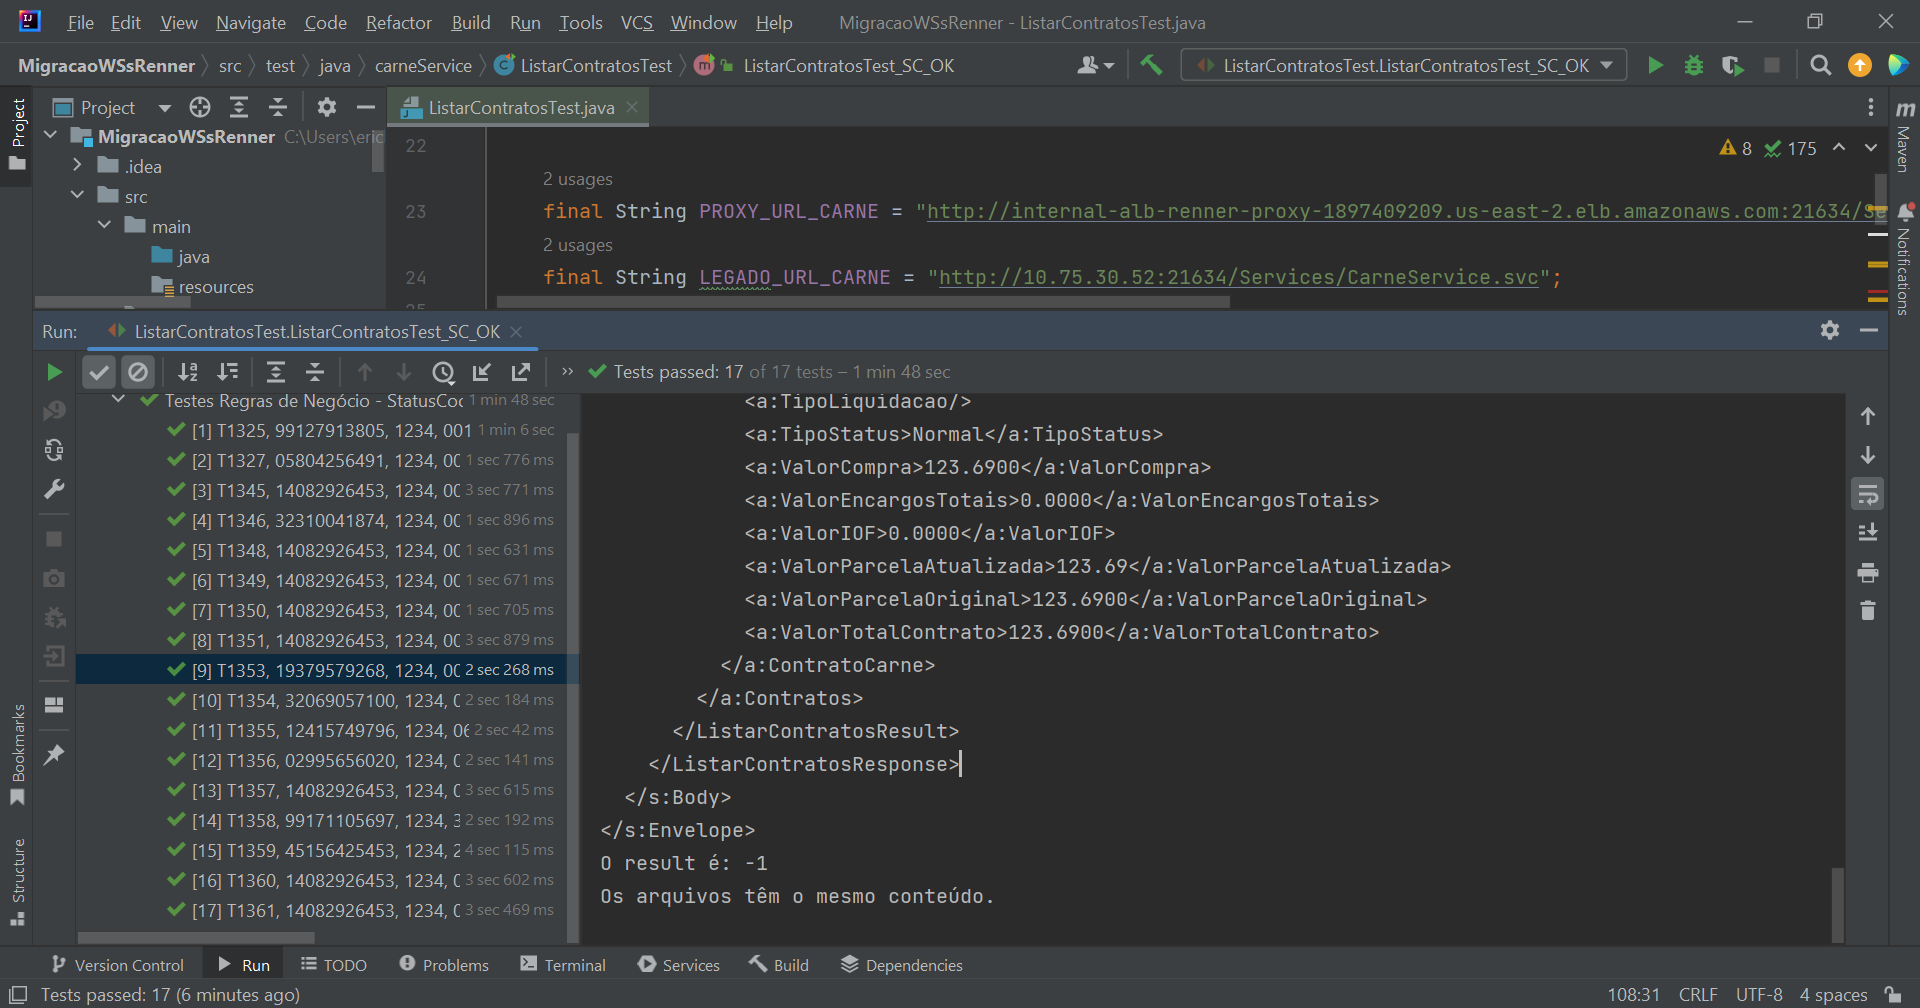 File Edit View Navigate Code Refactor Build Run Tools VCS Window Help MigracaoWSsRenner - ListarContratosTest.java
MigracaoWSsRenner src test java carneService ListarContratosTest ListarContratosTest_SC_OK ListarContratosTest.ListarContratosTest_SC_OK
Project
Project
ListarContratosTest.java
MigracaoWSsRenner C:\Users\eric
.idea
src
main
java
resources
22
8 175
2 usages
23 final String PROXY_URL_CARNE = "http://internal-alb-renner-proxy-1897409209.us-east-2.elb.amazonaws.com:21634/Se
2 usages
24 final String LEGADO_URL_CARNE = "http://10.75.30.52:21634/Services/CarneService.svc";
25
Maven
Notifications
Run: ListarContratosTest.ListarContratosTest_SC_OK
Tests passed: 17 of 17 tests – 1 min 48 sec
Testes Regras de Negócio - StatusCod 1 min 48 sec
[1] T1325, 99127913805, 1234, 001 1 min 6 sec
[2] T1327, 05804256491, 1234, 00 1 sec 776 ms
[3] T1345, 14082926453, 1234, 00 3 sec 771 ms
[4] T1346, 32310041874, 1234, 00 1 sec 896 ms
[5] T1348, 14082926453, 1234, 00 1 sec 631 ms
[6] T1349, 14082926453, 1234, 00 1 sec 671 ms
[7] T1350, 14082926453, 1234, 00 1 sec 705 ms
[8] T1351, 14082926453, 1234, 00 3 sec 879 ms
[9] T1353, 19379579268, 1234, 00 2 sec 268 ms
[10] T1354, 32069057100, 1234, 0 2 sec 184 ms
[11] T1355, 12415749796, 1234, 06 2 sec 42 ms
[12] T1356, 02995656020, 1234, 0 2 sec 141 ms
[13] T1357, 14082926453, 1234, 0 3 sec 615 ms
[14] T1358, 99171105697, 1234, 3 2 sec 192 ms
[15] T1359, 45156425453, 1234, 2 4 sec 115 ms
[16] T1360, 14082926453, 1234, 0 3 sec 602 ms
[17] T1361, 14082926453, 1234, 0 3 sec 469 ms
<a:TipoLiquidacao/>
<a:TipoStatus>Normal</a:TipoStatus>
<a:ValorCompra>123.6900</a:ValorCompra>
<a:ValorEncargosTotais>0.0000</a:ValorEncargosTotais>
<a:ValorIOF>0.0000</a:ValorIOF>
<a:ValorParcelaAtualizada>123.69</a:ValorParcelaAtualizada>
<a:ValorParcelaOriginal>123.6900</a:ValorParcelaOriginal>
<a:ValorTotalContrato>123.6900</a:ValorTotalContrato>
</a:ContratoCarne>
</a:Contratos>
</ListarContratosResult>
</ListarContratosResponse>
</s:Body>
</s:Envelope>
O result é: -1
Os arquivos têm o mesmo conteúdo.
Bookmarks
Structure
Version Control Run TODO Problems Terminal Services Build Dependencies
Tests passed: 17 (6 minutes ago) 108:31 CRLF UTF-8 4 spaces